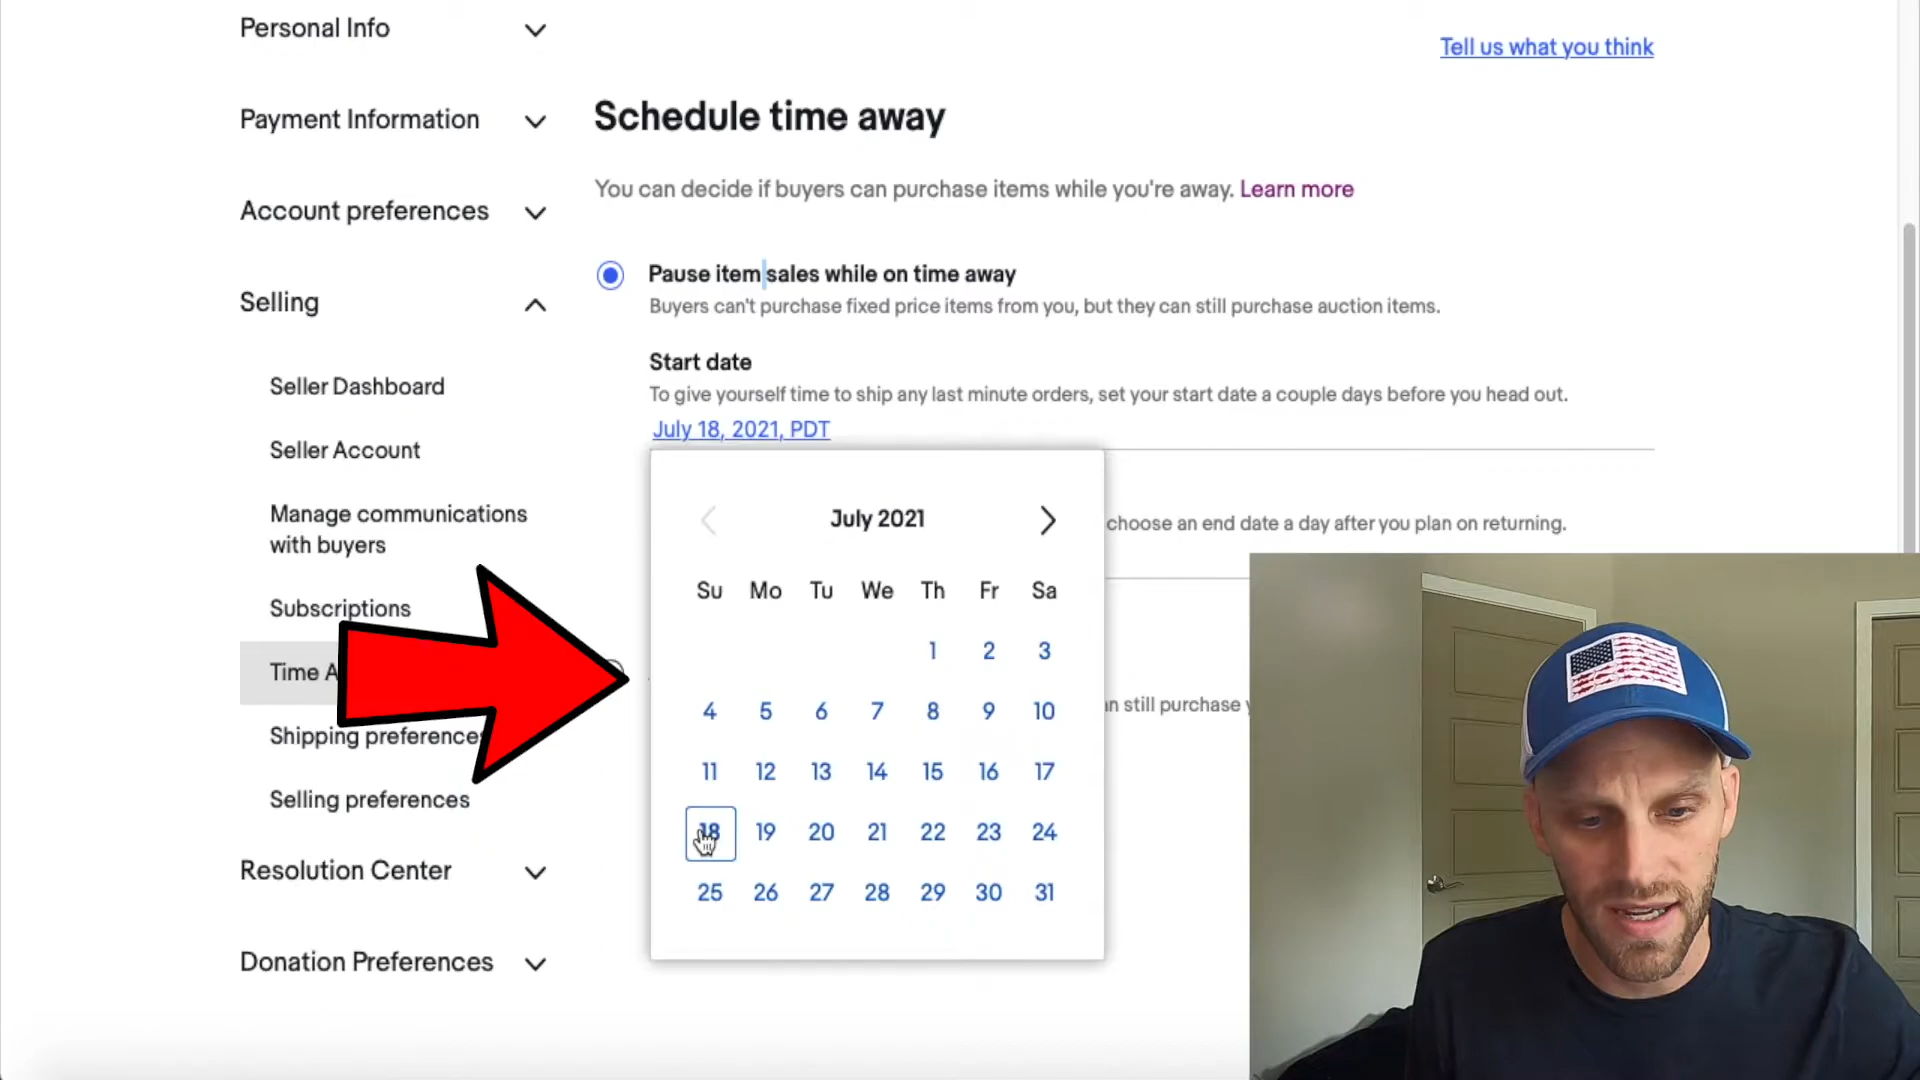 Personal Info
Payment Information
Account preferences
Selling
Seller Dashboard
Seller Account
Manage communications
with buyers
Subscriptions
Time
Shipping preferences
Selling preferences
Resolution Center
Donation Preferences
Tell us what you think
Schedule time away
You can decide if buyers can purchase items while you're away. Learn more
Pause item sales while on time away
Buyers can't purchase fixed price items from you, but they can still purchase auction items.
Start date
To give yourself time to ship any last minute orders, set your start date a couple days before you head out.
July 18, 2021, PDT
choose an end date a day after you plan on returning.
still purchase
July 2021
Su Mo Tu We Th Fr Sa
1 2 3
4 5 6 7 8 9 10
11 12 13 14 15 16 17
18 19 20 21 22 23 24
25 26 27 28 29 30 31